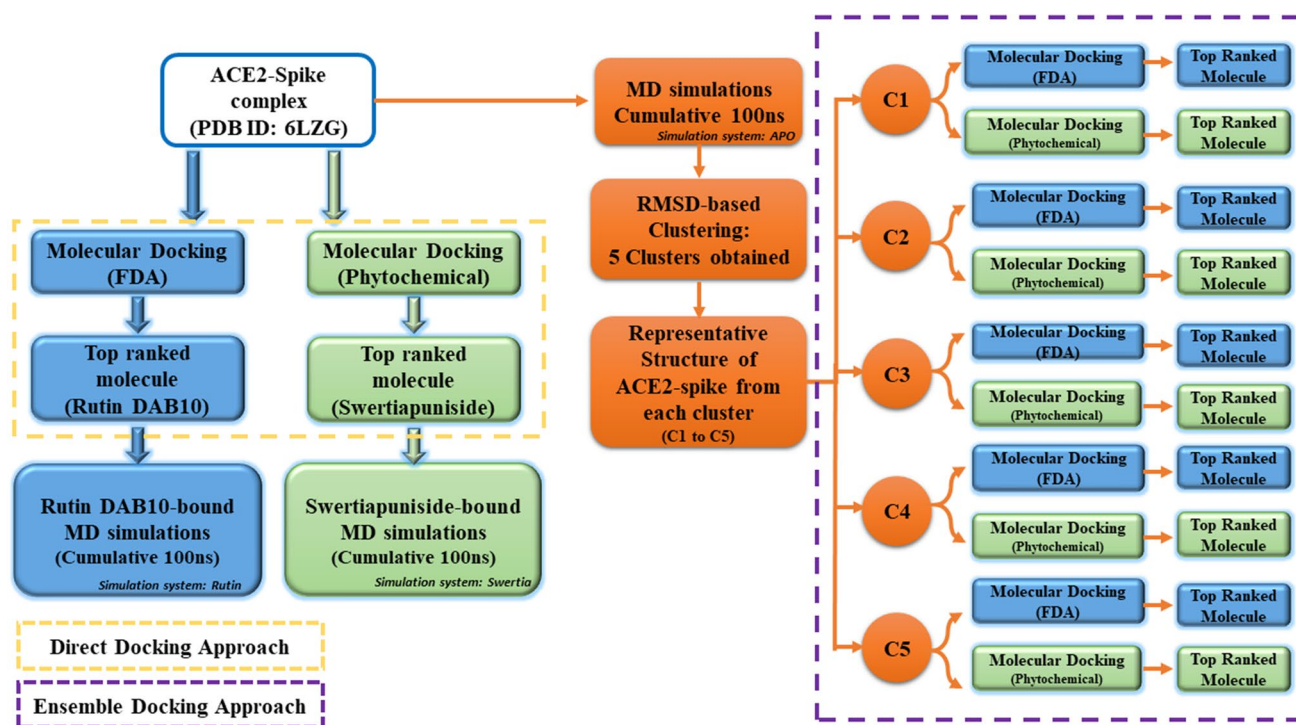 ACE2-Spike
complex
(PDB ID: 6LZG)
Molecular Docking
(FDA)
Molecular Docking
(Phytochemical)
Top ranked
molecule
(Rutin DAB10)
Top ranked
molecule
(Swertiapuniside)
Rutin DAB10-bound
MD simulations
(Cumulative 100ns)
Simulation system: Rutin
Swertiapuniside-bound
MD simulations
(Cumulative 100ns)
Simulation system: Swertia
Direct Docking Approach
Ensemble Docking Approach
MD simulations
Cumulative 100ns
Simulation system: APO
RMSD-based
Clustering:
5 Clusters obtained
Representative
Structure of
ACE2-spike from
each cluster
(C1 to C5)
C1
Molecular Docking
(FDA)
Top Ranked
Molecule
Molecular Docking
(Phytochemical)
Top Ranked
Molecule
C2
Molecular Docking
(FDA)
Top Ranked
Molecule
Molecular Docking
(Phytochemical)
Top Ranked
Molecule
C3
Molecular Docking
(FDA)
Top Ranked
Molecule
Molecular Docking
(Phytochemical)
Top Ranked
Molecule
C4
Molecular Docking
(FDA)
Top Ranked
Molecule
Molecular Docking
(Phytochemical)
Top Ranked
Molecule
C5
Molecular Docking
(FDA)
Top Ranked
Molecule
Molecular Docking
(Phytochemical)
Top Ranked
Molecule